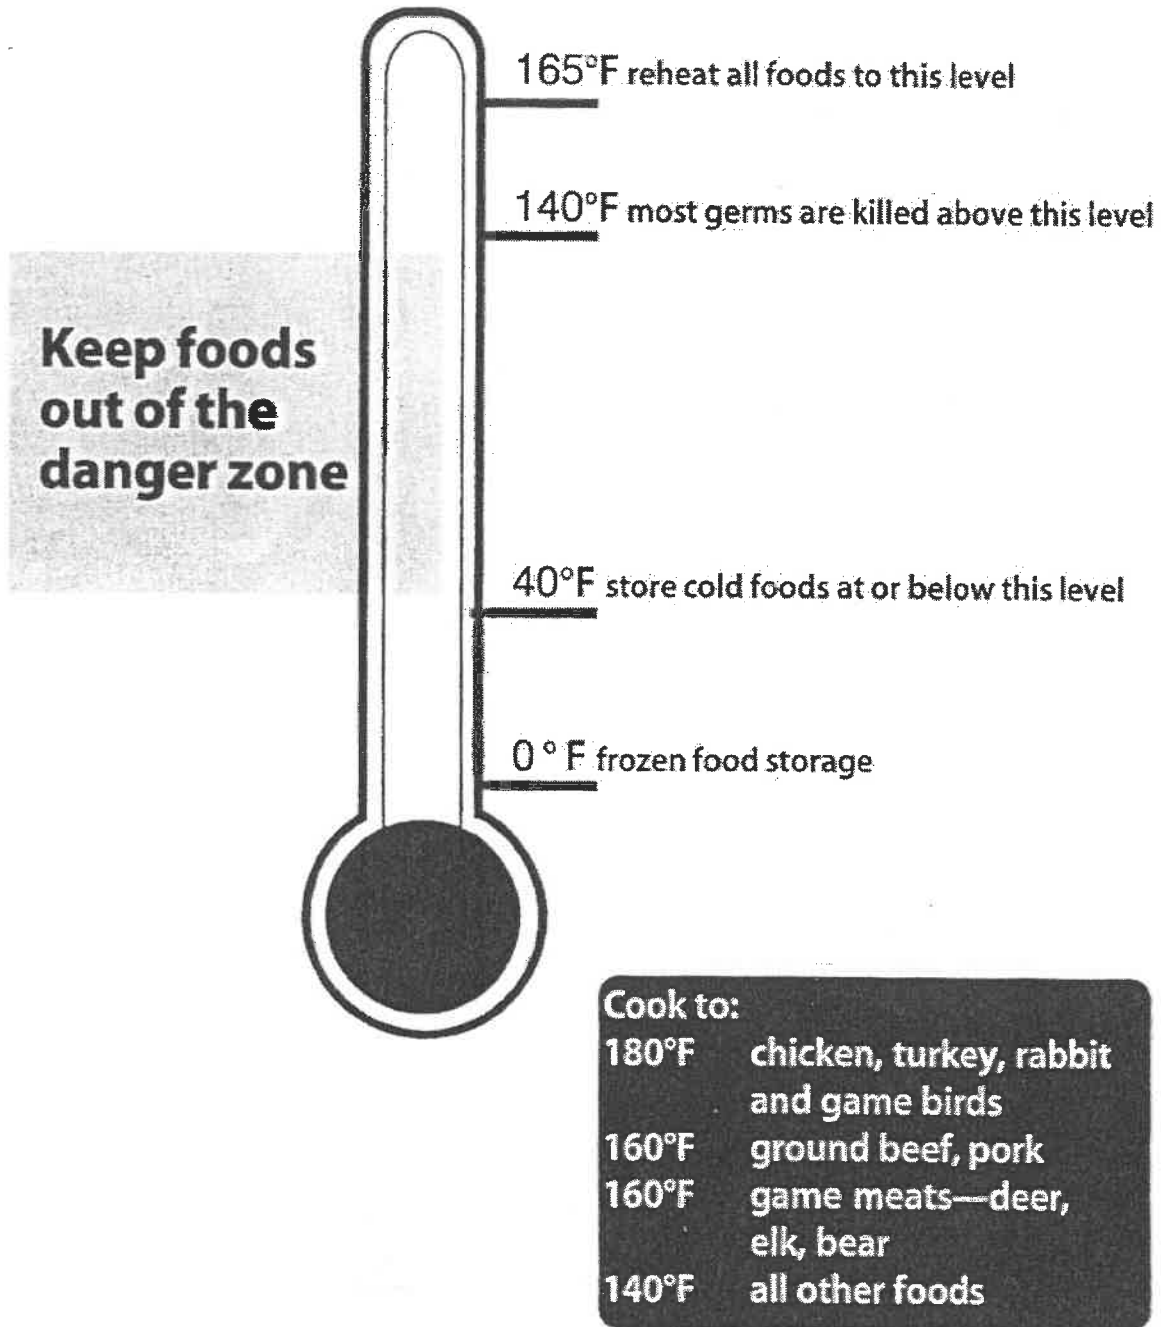 165°F reheat all foods to this level
140°F most germs are killed above this level
Keep foods
out of the
danger zone
40°F store cold foods at or below this level
0 ° F frozen food storage
Cook to:
180°F chicken, turkey, rabbit
and game birds
160°F ground beef, pork
160°F game meats—deer,
elk, bear
140°F all other foods